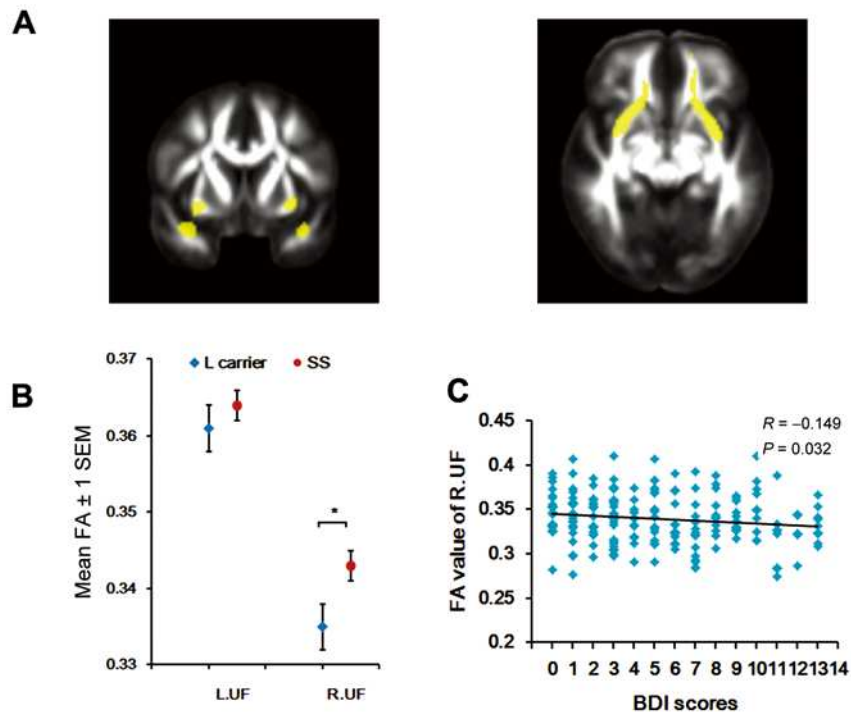 A
B
0.37
0.36
0.35
0.34
0.33
Mean FA ± 1 SEM
L carrier
SS
*
L.UF
R.UF
C
0.45
0.4
0.35
0.3
0.25
0.2
FA value of R.UF
R = –0.149
P = 0.032
0 1 2 3 4 5 6 7 8 9 10 11 12 13 14
BDI scores